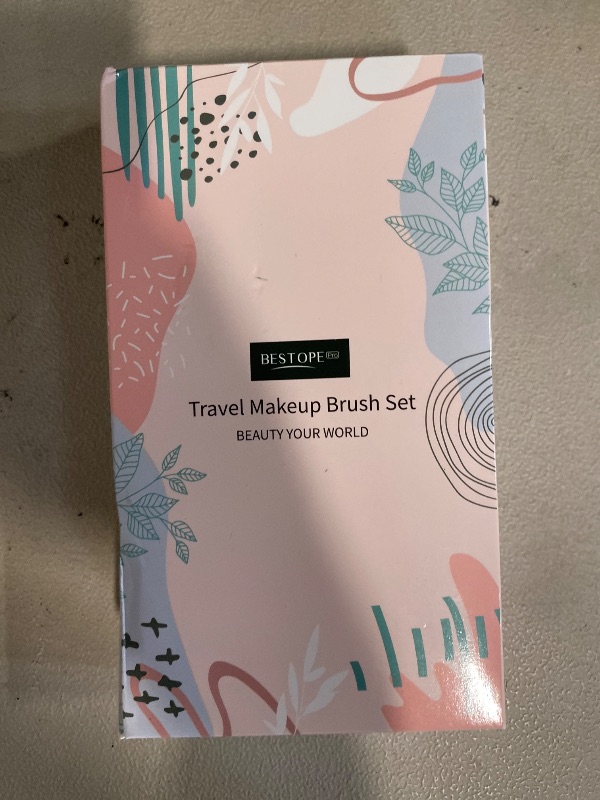 BESTOPE Pro
Travel Makeup Brush Set
BEAUTY YOUR WORLD